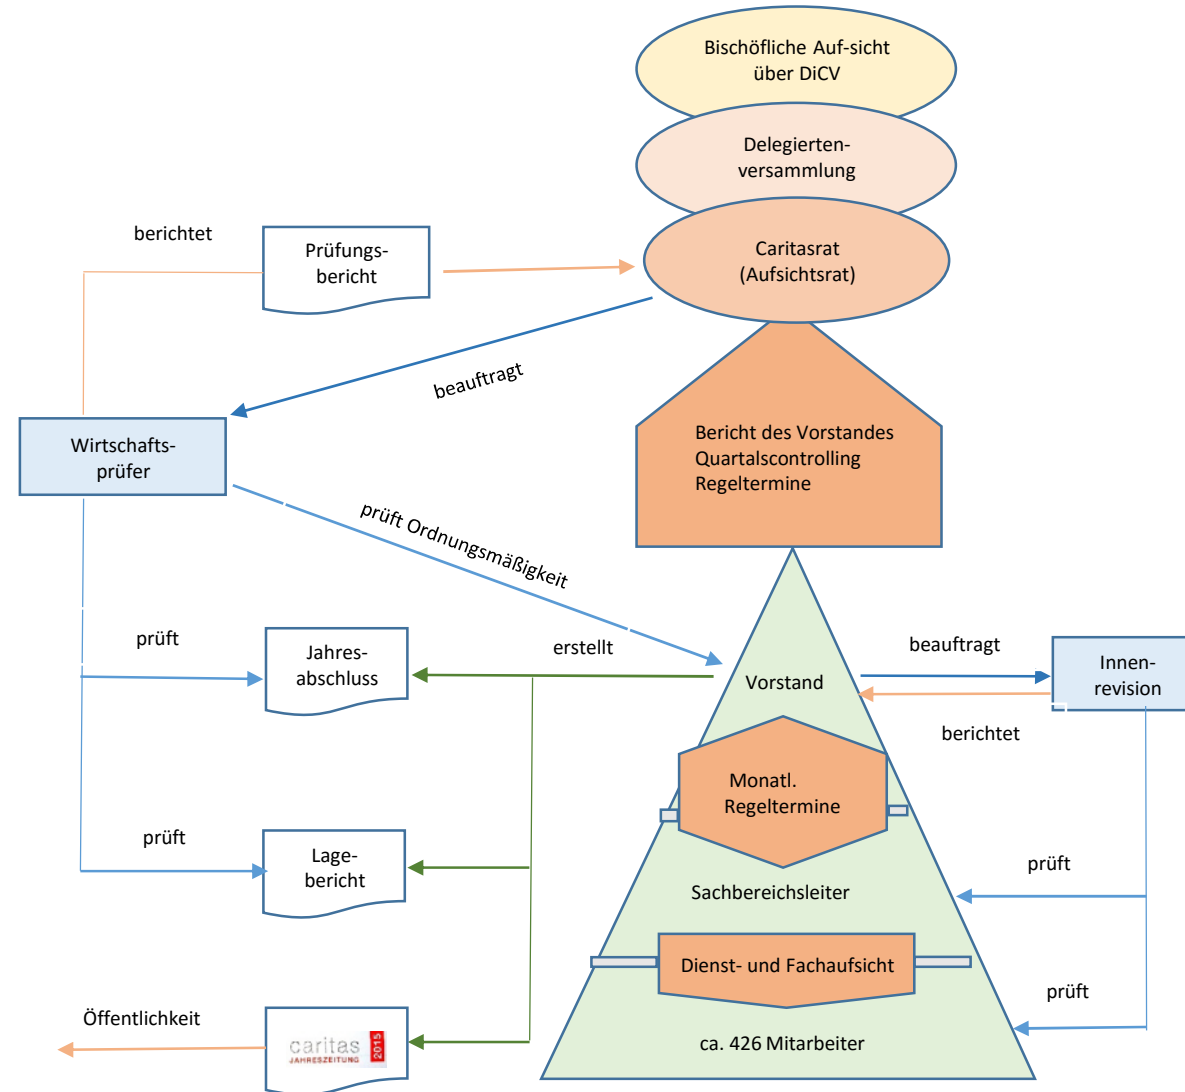 Bischöfliche Auf-sicht
über DiCV
Delegierten-
versammlung
Caritasrat
(Aufsichtsrat)
berichtet
Prüfungs-
bericht
beauftragt
Wirtschafts-
prüfer
Bericht des Vorstandes
Quartalscontrolling
Regeltermine
prüft Ordnungsmäßigkeit
prüft
Jahres-
abschluss
erstellt
Vorstand
beauftragt
Innen-
revision
berichtet
Monatl.
Regeltermine
prüft
Lage-
bericht
Sachbereichsleiter
prüft
Dienst- und Fachaufsicht
prüft
Öffentlichkeit
caritas
JAHRESZEITUNG
2015
ca. 426 Mitarbeiter